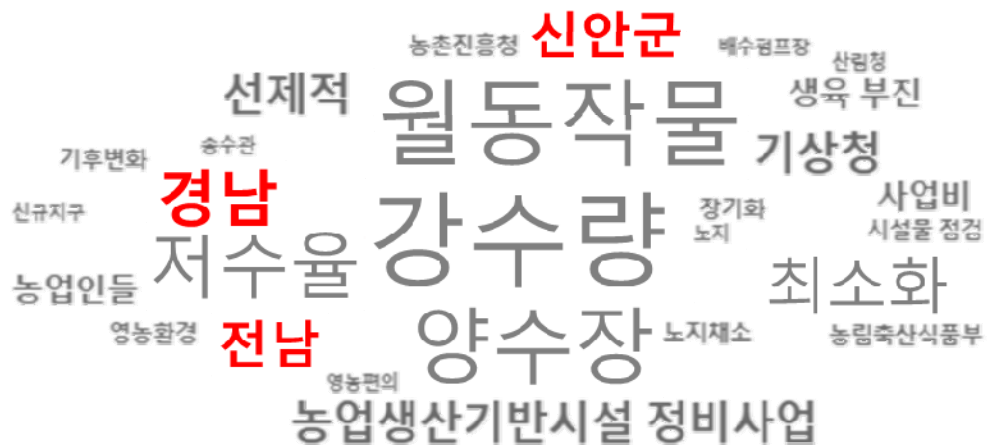 농촌진흥청 신안군 배수펌프장
산림청
선제적 월동작물 생육 부진
기후변화 송수관 기상청
경남 사업비
신규지구 강수량 장기화
노지 시설물 점검
저수율 최소화
농업인들
영농환경 전남 양수장 노지채소 농림축산식품부
영농편의
농업생산기반시설 정비사업